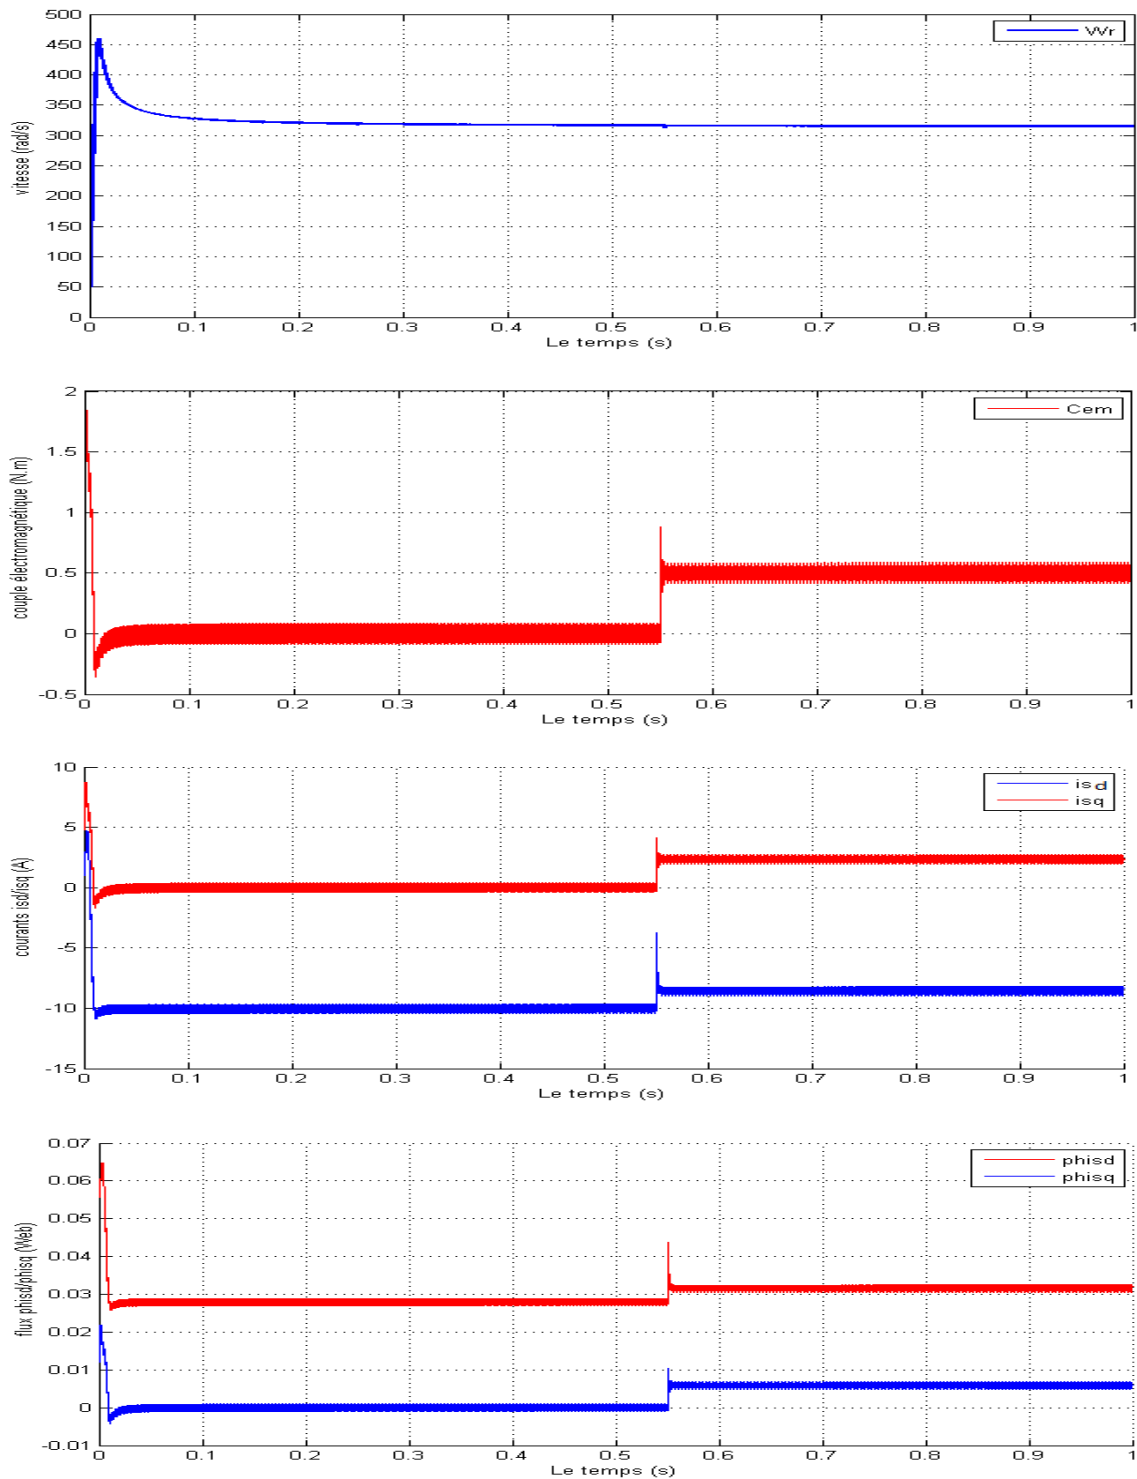 500
450
400
350
300
250
200
150
100
50
0
vitesse (rad/s)
Wr
0 0.1 0.2 0.3 0.4 0.5 0.6 0.7 0.8 0.9 1
Le temps (s)
2
1.5
1
0.5
0
-0.5
couple électromagnétique (N.m)
Cem
0 0.1 0.2 0.3 0.4 0.5 0.6 0.7 0.8 0.9 1
Le temps (s)
10
5
0
-5
-10
-15
courants isd/isq (A)
isd
isq
0 0.1 0.2 0.3 0.4 0.5 0.6 0.7 0.8 0.9 1
Le temps (s)
0.07
0.06
0.05
0.04
0.03
0.02
0.01
0
-0.01
flux phisd/phisq (Web)
phisd
phisq
0 0.1 0.2 0.3 0.4 0.5 0.6 0.7 0.8 0.9 1
Le temps (s)